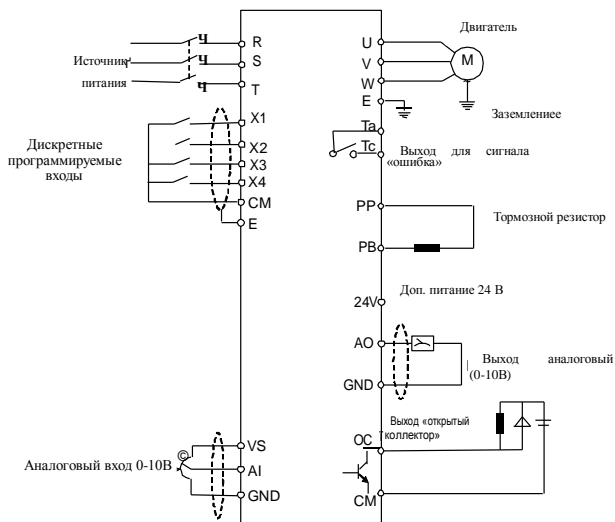 Источник
питания
Ч
Ч
Ч
R
S
T
Дискретные
программируемые
входы
X1
X2
X3
X4
CM
E
Аналоговый вход 0-10В
©
VS
AI
GND
U
V
W
E
Двигатель
M
Заземлениее
Ta
Tc
Выход для сигнала
«ошибка»
PP
PB
Тормозной резистор
24V
Доп. питание 24 В
AO
GND
Выход аналоговый
(0-10В)
Выход «открытый
коллектор»
OC
CM